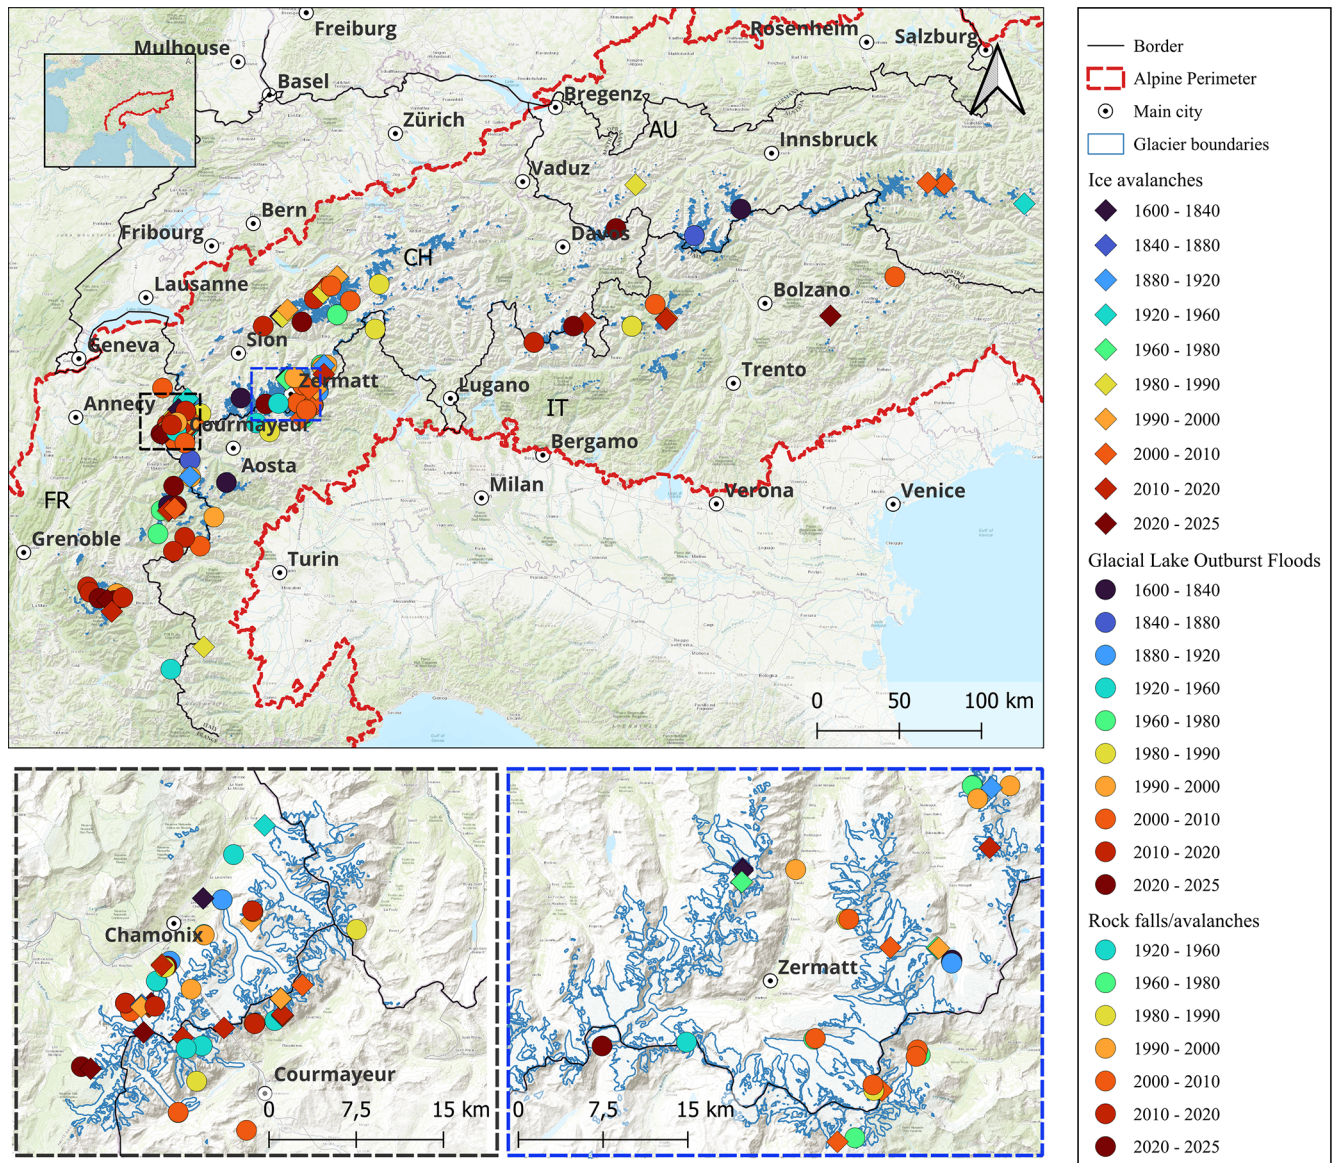 Freiburg
Mulhouse
Rosenheim
Salzburg
Basel
Bregenz
Zürich
AU
Innsbruck
Vaduz
Bern
Fribourg
Davos
CH
Lausanne
Bolzano
Geneva
Sion
Zermatt
Trento
Lugano
Annecy
IT
Courmayeur
Bergamo
Aosta
Milan
Verona
Venice
FR
Grenoble
Turin
0 50 100 km
Chamonix
Courmayeur
0 7,5 15 km
Zermatt
0 7,5 15 km
Border
Alpine Perimeter
Main city
Glacier boundaries
Ice avalanches
1600 - 1840
1840 - 1880
1880 - 1920
1920 - 1960
1960 - 1980
1980 - 1990
1990 - 2000
2000 - 2010
2010 - 2020
2020 - 2025
Glacial Lake Outburst Floods
1600 - 1840
1840 - 1880
1880 - 1920
1920 - 1960
1960 - 1980
1980 - 1990
1990 - 2000
2000 - 2010
2010 - 2020
2020 - 2025
Rock falls/avalanches
1920 - 1960
1960 - 1980
1980 - 1990
1990 - 2000
2000 - 2010
2010 - 2020
2020 - 2025